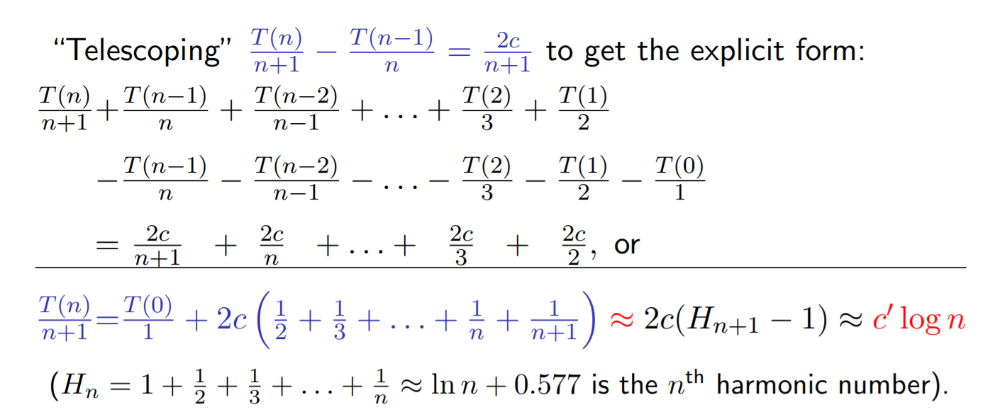 “Telescoping” $\frac{T(n)}{n+1} - \frac{T(n-1)}{n} = \frac{2c}{n+1}$ to get the explicit form:
$\frac{T(n)}{n+1} + \frac{T(n-1)}{n} + \frac{T(n-2)}{n-1} + \ldots + \frac{T(2)}{3} + \frac{T(1)}{2}$
$- \frac{T(n-1)}{n} - \frac{T(n-2)}{n-1} - \ldots - \frac{T(2)}{3} - \frac{T(1)}{2} - \frac{T(0)}{1}$
$= \frac{2c}{n+1} + \frac{2c}{n} + \ldots + \frac{2c}{3} + \frac{2c}{2}$, or
$\frac{T(n)}{n+1} = \frac{T(0)}{1} + 2c\left(\frac{1}{2} + \frac{1}{3} + \ldots + \frac{1}{n} + \frac{1}{n+1}\right) \approx 2c(H_{n+1} - 1) \approx c' \log n$
($H_n = 1 + \frac{1}{2} + \frac{1}{3} + \ldots + \frac{1}{n} \approx \ln n + 0.577$ is the $n^{\text{th}}$ harmonic number).